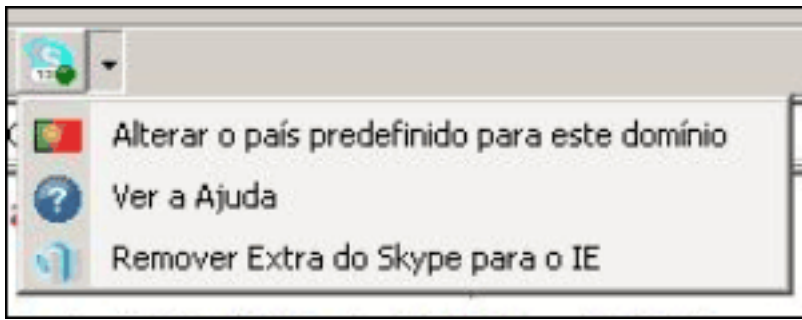 Alterar o país predefinido para este domínio
Ver a Ajuda
Remover Extra do Skype para o IE